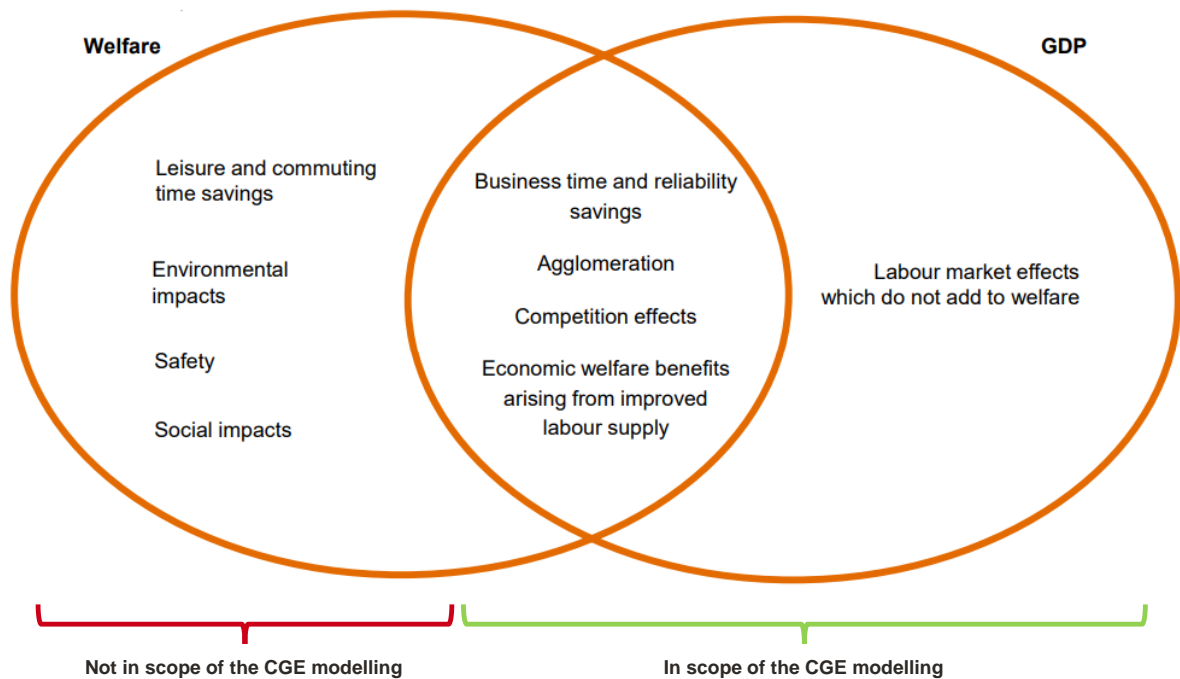 Welfare
GDP
Leisure and commuting
time savings
Environmental
impacts
Safety
Social impacts
Business time and reliability
savings
Agglomeration
Competition effects
Economic welfare benefits
arising from improved
labour supply
Labour market effects
which do not add to welfare
Not in scope of the CGE modelling
In scope of the CGE modelling